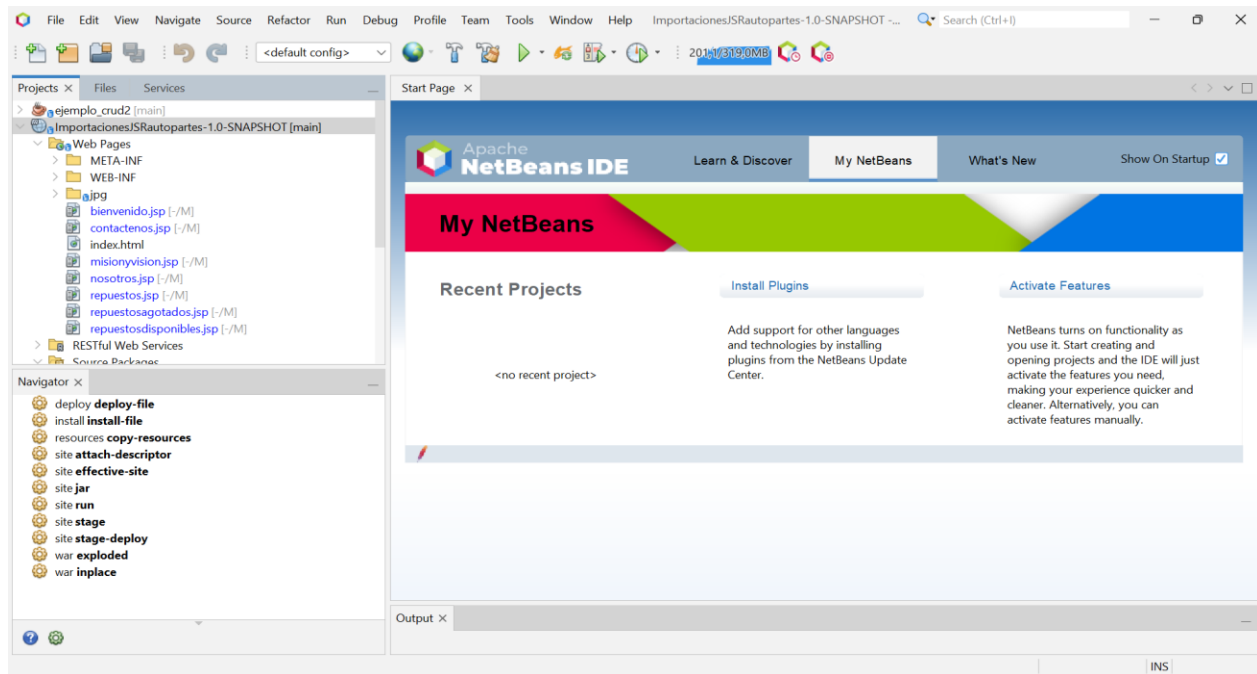 File Edit View Navigate Source Refactor Run Debug Profile Team Tools Window Help ImportacionesJSRautopartes-1.0-SNAPSHOT -... Search (Ctrl+I)
<default config>
Projects Files Services
Start Page
ejemplo_crud2 [main]
ImportacionesJSRautopartes-1.0-SNAPSHOT [main]
Web Pages
META-INF
WEB-INF
jpg
bienvenido.jsp [-/M]
contactenos.jsp [-/M]
index.html
misionyvision.jsp [-/M]
nosotros.jsp [-/M]
repuestos.jsp [-/M]
repuestosagotados.jsp [-/M]
repuestosdisponibles.jsp [-/M]
RESTful Web Services
Source Packages
Navigator
deploy deploy-file
install install-file
resources copy-resources
site attach-descriptor
site effective-site
site jar
site run
site stage
site stage-deploy
war exploded
war inplace
Apache
NetBeans IDE
Learn & Discover My NetBeans What's New Show On Startup
My NetBeans
Recent Projects
<no recent project>
Install Plugins
Add support for other languages
and technologies by installing
plugins from the NetBeans Update
Center.
Activate Features
NetBeans turns on functionality as
you use it. Start creating and
opening projects and the IDE will just
activate the features you need,
making your experience quicker and
cleaner. Alternatively, you can
activate features manually.
Output
INS